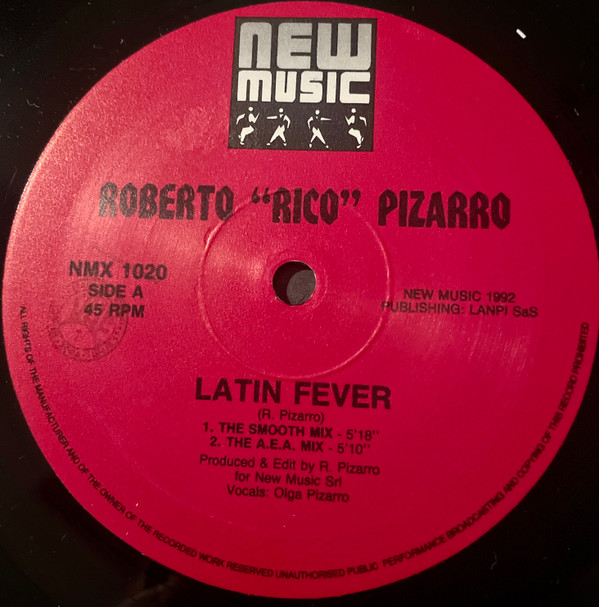 NEW
MUSIC
ROBERTO "RICO" PIZARRO
NMX 1020
SIDE A
45 RPM
NEW MUSIC 1992
PUBLISHING: LANPI SaS
LATIN FEVER
(R. Pizarro)
1. THE SMOOTH MIX - 5'18"
2. THE A.E.A. MIX - 5'10"
Produced & Edit by R. Pizarro
for New Music Srl
Vocals: Olga Pizarro
ALL RIGHTS OF THE MANUFACTURER AND OF THE OWNER OF THE RECORDED WORK RESERVED UNAUTHORISED PUBLIC PERFORMANCE BROADCASTING AND COPYING OF THIS RECORD PROHIBITED